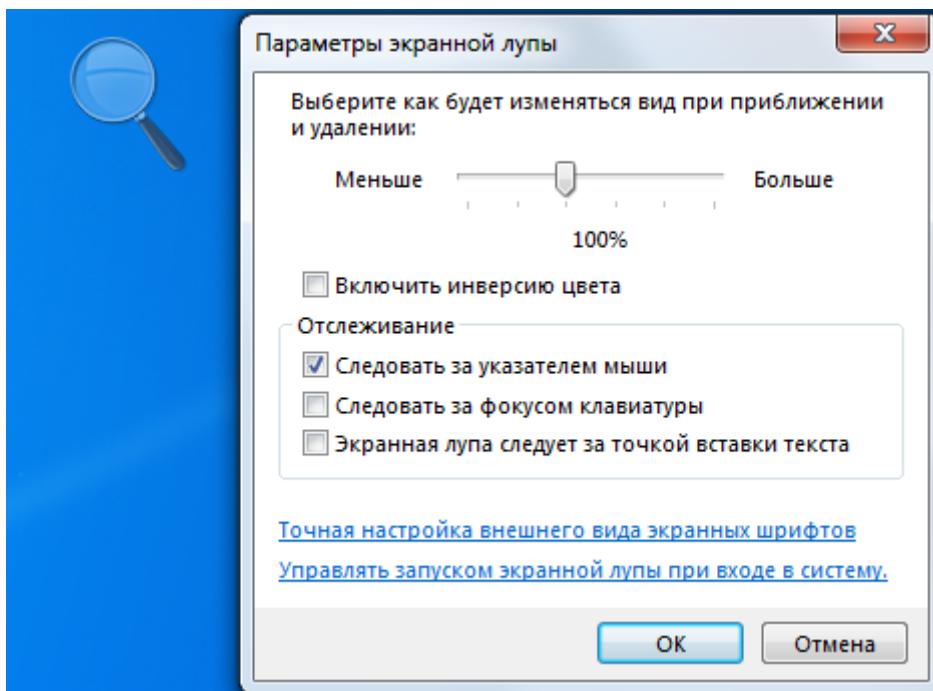 Параметры экранной лупы
Выберите как будет изменяться вид при приближении
и удалении:
Меньше
Больше
100%
Включить инверсию цвета
Отслеживание
Следовать за указателем мыши
Следовать за фокусом клавиатуры
Экранная лупа следует за точкой вставки текста
Точная настройка внешнего вида экранных шрифтов
Управлять запуском экранной лупы при входе в систему.
ОК
Отмена